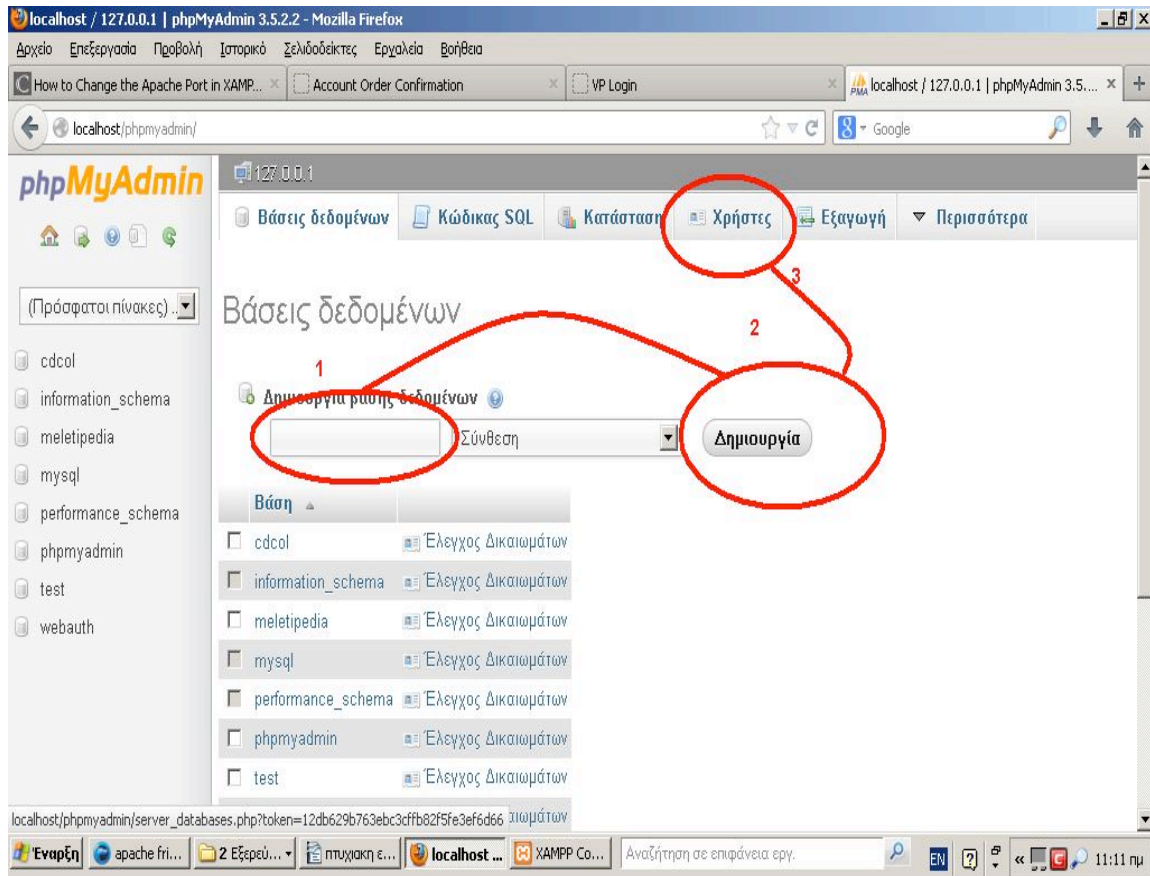 localhost / 127.0.0.1 | phpMyAdmin 3.5.2.2 - Mozilla Firefox
Αρχείο Επεξεργασία Προβολή Ιστορικό Σελιδοδείκτες Εργαλεία Βοήθεια
How to Change the Apache Port in XAMP... Account Order Confirmation VP Login localhost / 127.0.0.1 | phpMyAdmin 3.5....
localhost/phpmyadmin/ Google
phpMyAdmin
127.0.0.1
Βάσεις δεδομένων Κώδικας SQL Κατάσταση Χρήστες Εξαγωγή Περισσότερα
(Πρόσφατοι πίνακες) ..
cdcol
information_schema
meletipedia
mysql
performance_schema
phpmyadmin
test
webauth
3
Βάσεις δεδομένων
2
1
Δημιουργία βάσης δεδομένων
Σύνθεση Δημιουργία
Βάση
cdcol Έλεγχος Δικαιωμάτων
information_schema Έλεγχος Δικαιωμάτων
meletipedia Έλεγχος Δικαιωμάτων
mysql Έλεγχος Δικαιωμάτων
performance_schema Έλεγχος Δικαιωμάτων
phpmyadmin Έλεγχος Δικαιωμάτων
test Έλεγχος Δικαιωμάτων
localhost/phpmyadmin/server_databases.php?token=12db629b763ebc3cffb82f5fe3ef6d66
Έναρξη apache fri... 2 Εξερεύ... πτυχιακη ε... localhost ... XAMPP Co... Αναζήτηση σε επιφάνεια εργ. EN 11:11 πμ